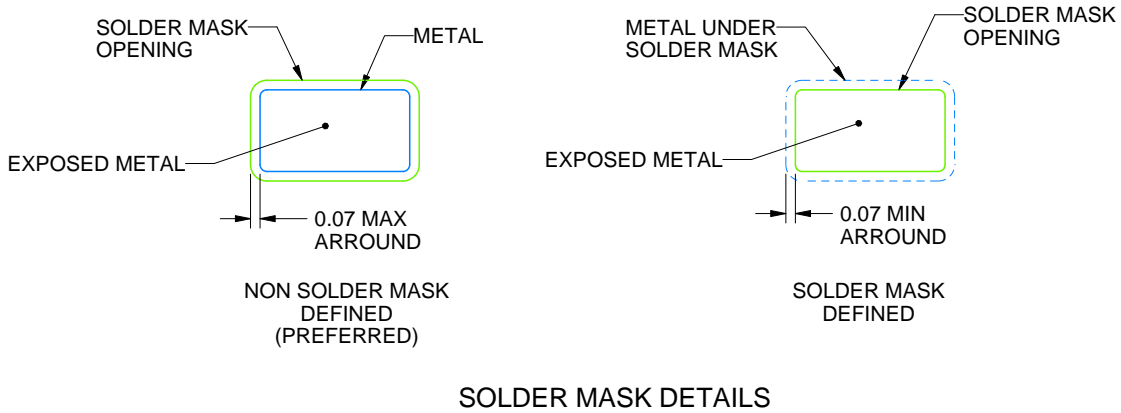 SOLDER MASK
OPENING
METAL
EXPOSED METAL
0.07 MAX
ARROUND
NON SOLDER MASK
DEFINED
(PREFERRED)
METAL UNDER
SOLDER MASK
SOLDER MASK
OPENING
EXPOSED METAL
0.07 MIN
ARROUND
SOLDER MASK
DEFINED
SOLDER MASK DETAILS